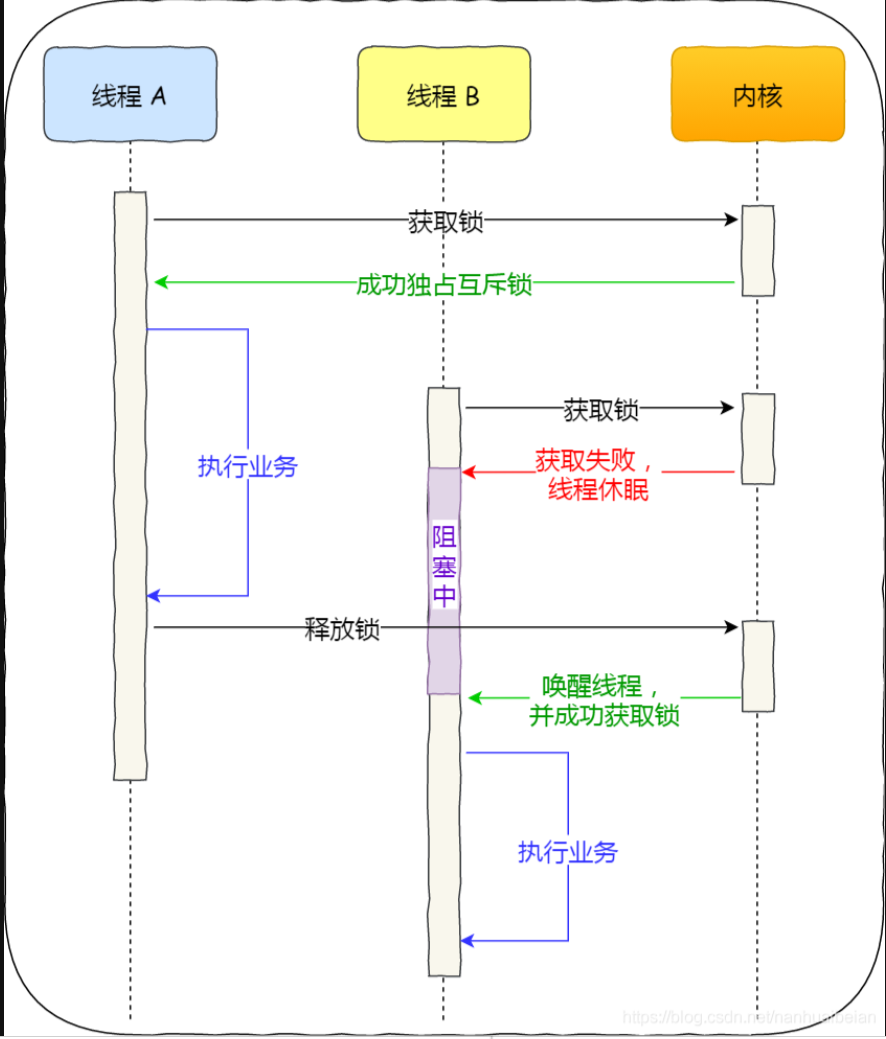 线程 A
线程 B
内核
获取锁
成功独占互斥锁
获取锁
获取失败，
线程休眠
执行业务
阻
塞
中
释放锁
唤醒线程，
并成功获取锁
执行业务
https://blog.csdn.net/nanhuaibeian